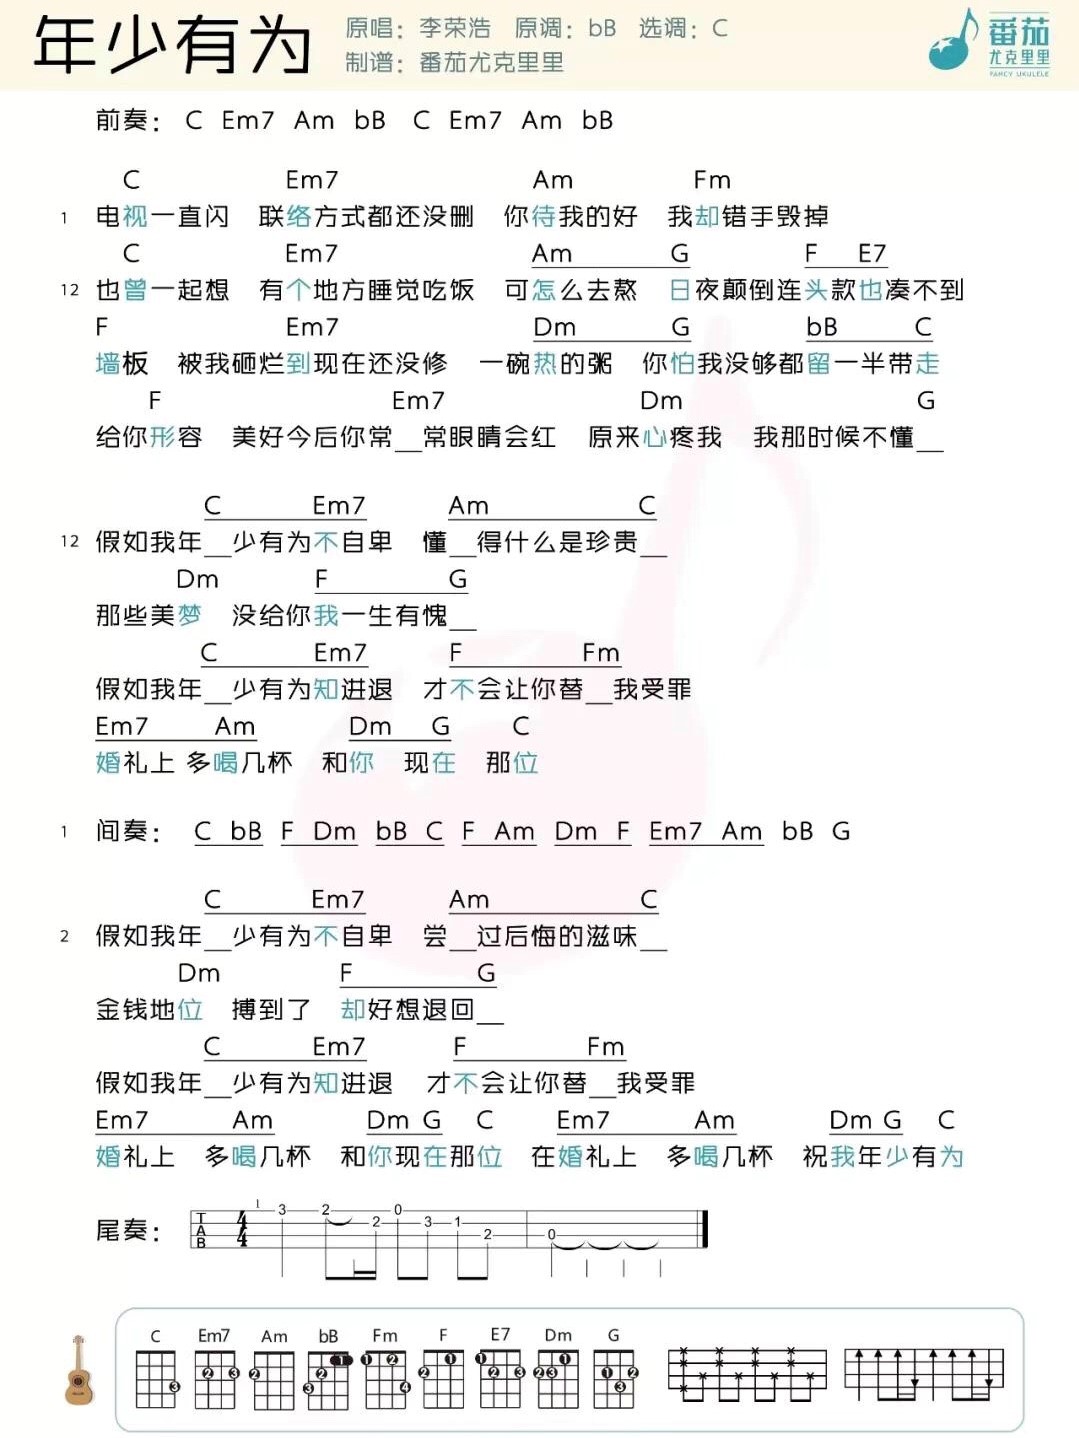 年少有为
原唱：李荣浩 原调：bB 选调：C
制谱：番茄尤克里里
番茄
尤克里里
FANCY UKULELE
前奏： C Em7 Am bB C Em7 Am bB
C Em7 Am Fm
1 电视一直闪 联络方式都还没删 你待我的好 我却错手毁掉
C Em7 Am G F E7
12 也曾一起想 有个地方睡觉吃饭 可怎么去熬 日夜颠倒连头款也凑不到
F Em7 Dm G bB C
墙板 被我砸烂到现在还没修 一碗热的粥 你怕我没够都留一半带走
F Em7 Dm G
给你形容 美好今后你常__常眼睛会红 原来心疼我 我那时候不懂__
C Em7 Am C
12 假如我年__少有为不自卑 懂__得什么是珍贵__
Dm F G
那些美梦 没给你我一生有愧__
C Em7 F Fm
假如我年__少有为知进退 才不会让你替__我受罪
Em7 Am Dm G C
婚礼上 多喝几杯 和你 现在 那位
1 间奏： C bB F Dm bB C F Am Dm F Em7 Am bB G
C Em7 Am C
2 假如我年__少有为不自卑 尝__过后悔的滋味__
Dm F G
金钱地位 搏到了 却好想退回__
C Em7 F Fm
假如我年__少有为知进退 才不会让你替__我受罪
Em7 Am Dm G C Em7 Am Dm G C
婚礼上 多喝几杯 和你现在那位 在婚礼上 多喝几杯 祝我年少有为
尾奏： TAB 4/4 1 3 2 2 0 3 1 2 0
C Em7 Am bB Fm F E7 Dm G
3 2 3 2 1 2 3 1 2 4 2 1 1 2 3 2 3 1 1 2 3